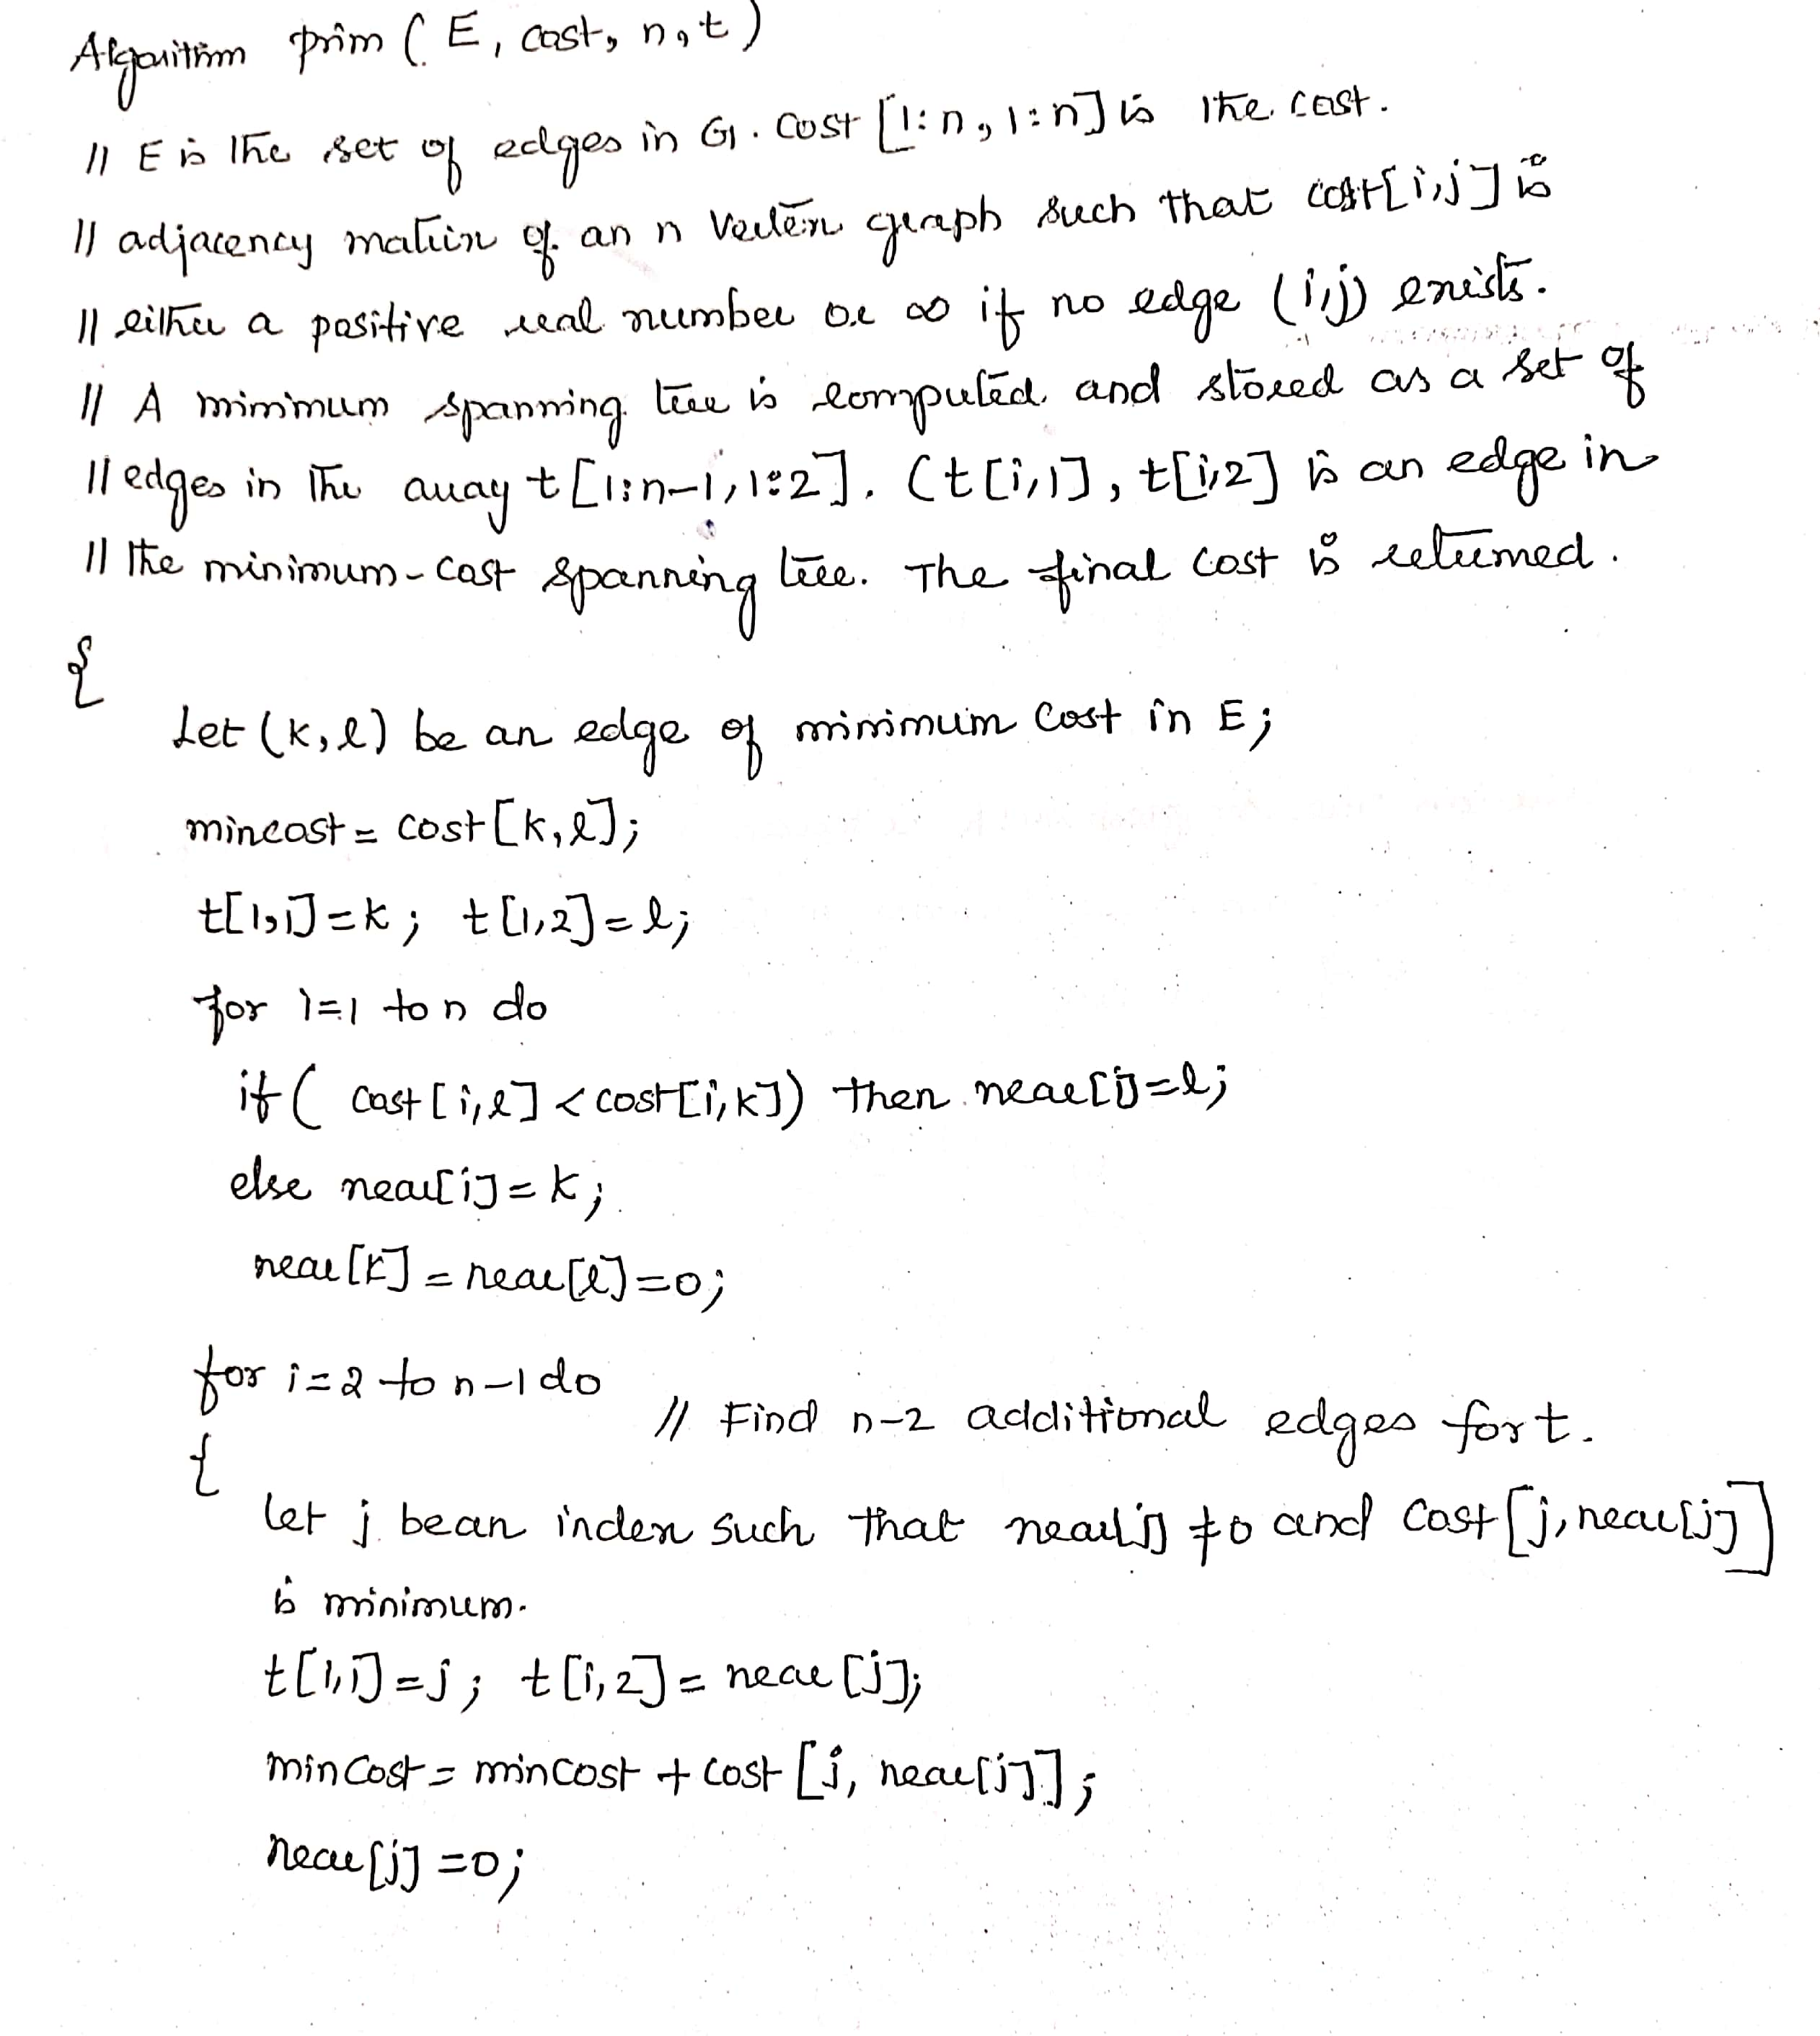 Algorithm prim ( E, cost, n, t )
// E is the set of edges in G. cost [1:n, 1:n] is the cost.
// adjacency matrix of an n vertex graph such that cost[i,j] is
// either a positive real number or ∞ if no edge (i,j) exists.
// A minimum spanning tree is computed and stored as a set of
// edges in the array t [1:n-1, 1:2]. (t[i,1], t[i,2] is an edge in
// the minimum-cost spanning tree. The final cost is returned.
{
Let (k, l) be an edge of minimum cost in E;
mincost = cost [k, l];
t[1,1] = k; t[1,2] = l;
for i=1 to n do
if ( cost [i, l] < cost[i, k]) then near[i] = l;
else near[i] = k;
near [k] = near[l] = 0;
for i = 2 to n-1 do
// Find n-2 additional edges for t.
{
let j be an index such that near[j] ≠ 0 and cost [j, near[j]]
is minimum.
t[i,1] = j; t[i,2] = near [j];
mincost = mincost + cost [j, near[j]];
near[j] = 0;